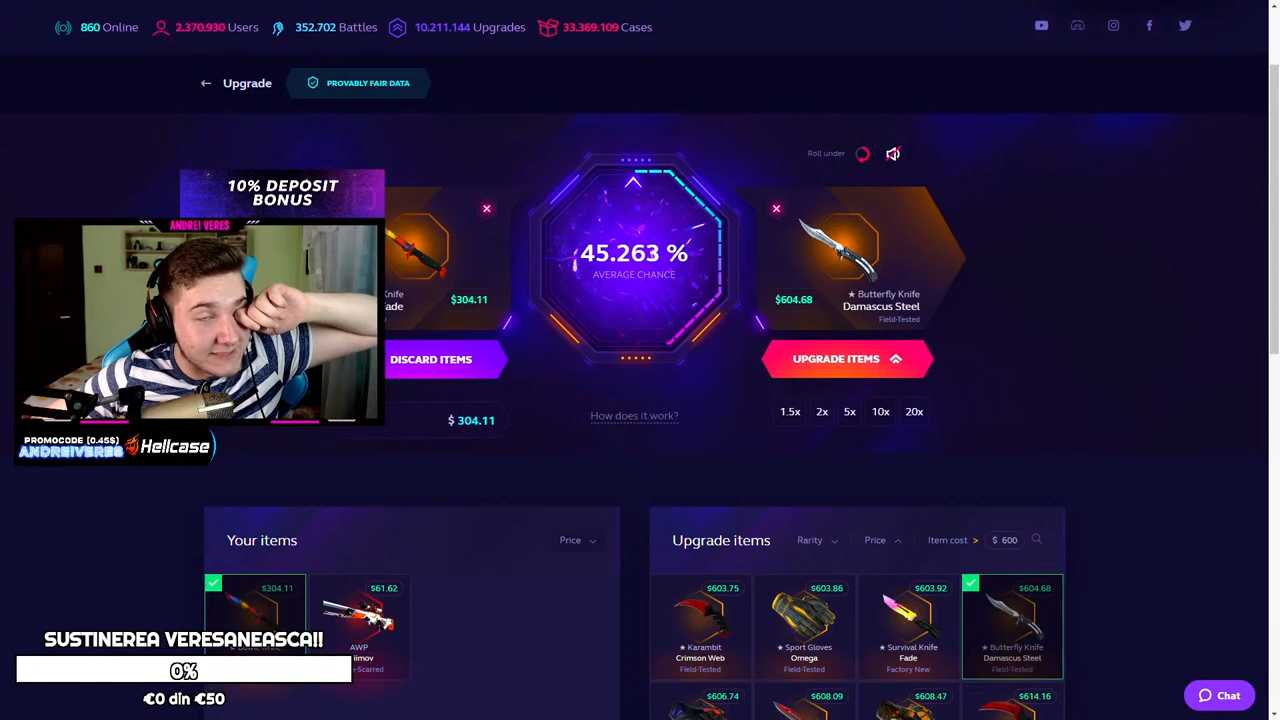 860 Online
2.370.930 Users
352.702 Battles
10.211.144 Upgrades
33.369.109 Cases
Upgrade
PROVABLY FAIR DATA
Roll under
10% DEPOSIT
BONUS
ANDREI VERES
45.263 %
AVERAGE CHANCE
$304.11
$604.68
★ Butterfly Knife
Damascus Steel
Field-Tested
DISCARD ITEMS
UPGRADE ITEMS
$ 304.11
How does it work?
1.5x 2x 5x 10x 20x
PROMOCODE [0.45$]
ANDREIVERES
Hellcase
Your items
Price
Upgrade items
Rarity
Price
Item cost > $ 600
$304.11
$61.62
AWP
$603.75
★ Karambit
Crimson Web
Field-Tested
$603.86
★ Sport Gloves
Omega
Field-Tested
$603.92
★ Survival Knife
Fade
Factory New
$604.68
★ Butterfly Knife
Damascus Steel
Field-Tested
SUSTINEREA VERESANEASCA!!
0%
€0 din €50
$606.74
$608.09
$608.47
$614.16
Chat